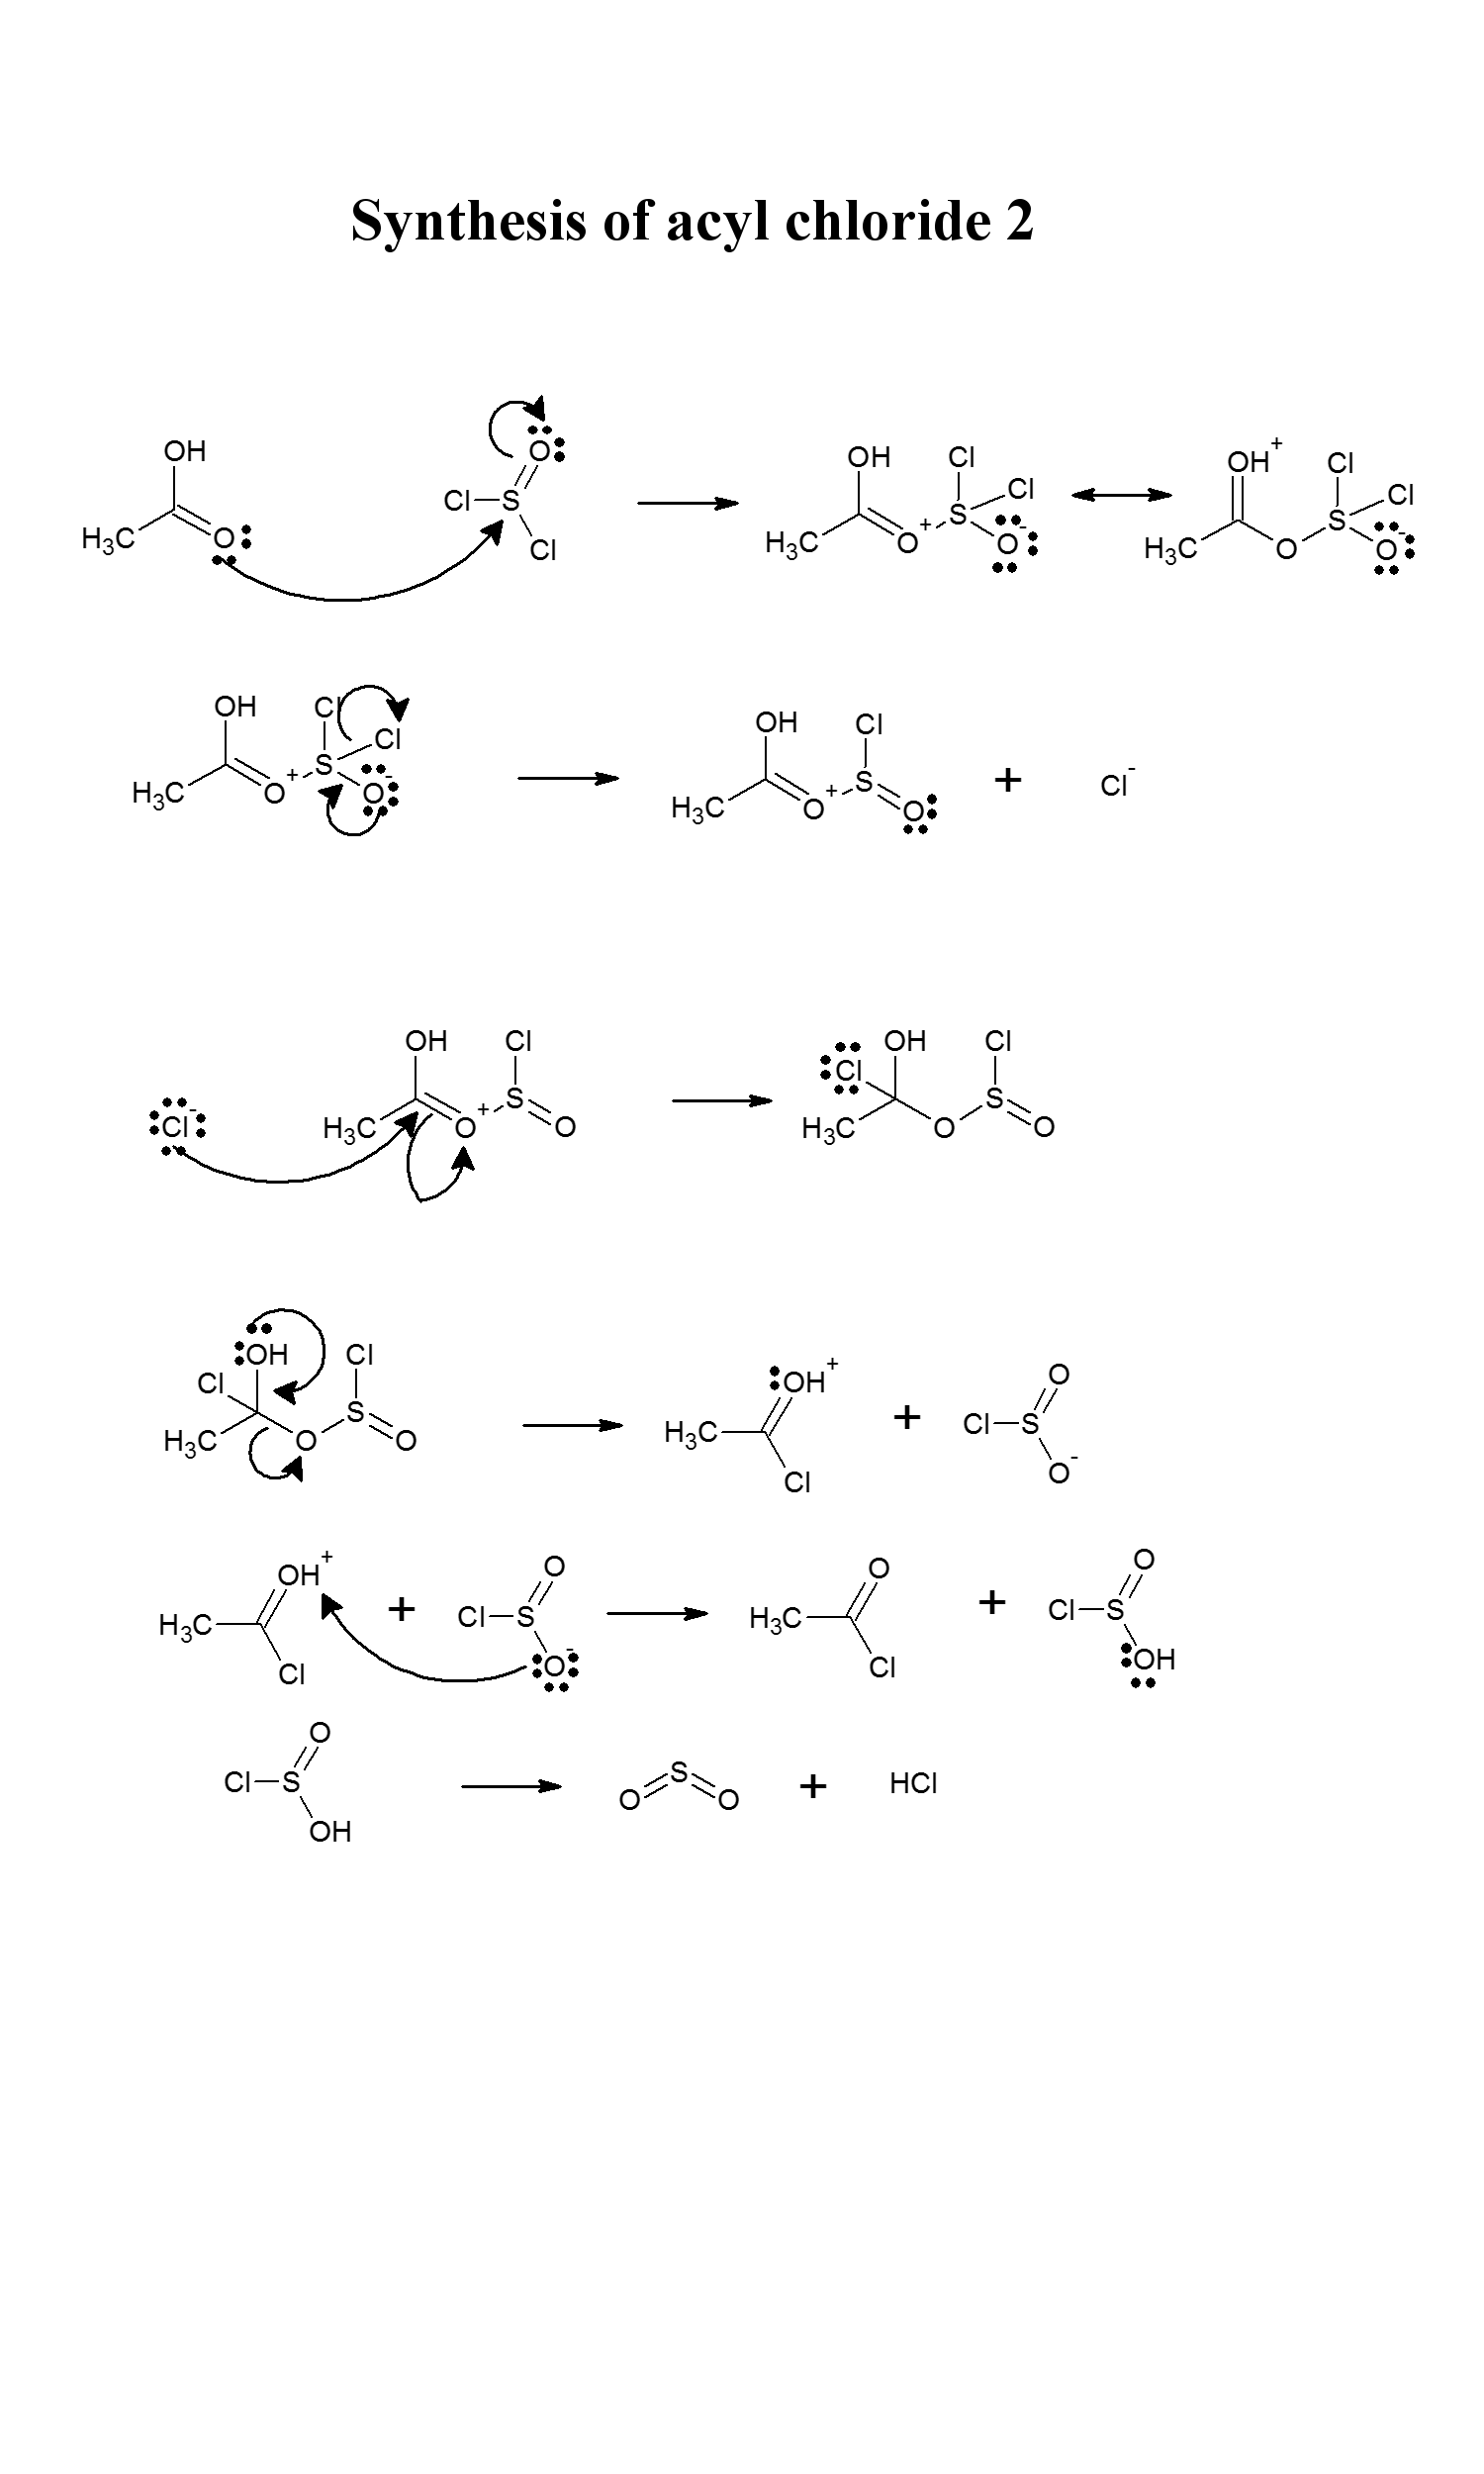 Synthesis of acyl chloride 2
OH O OH Cl OH+ Cl
Cl S Cl Cl
H3C O Cl H3C O + S O- H3C O S O-
OH Cl Cl OH Cl
H3C O + S O- H3C O + S O + Cl-
OH Cl Cl OH Cl
Cl- H3C O + S O H3C O S O
OH Cl OH+ O
Cl S H3C + Cl S
H3C O O Cl O-
OH+ O O O
H3C + Cl S H3C + Cl S
Cl O- Cl OH
O
Cl S O S O + HCl
OH